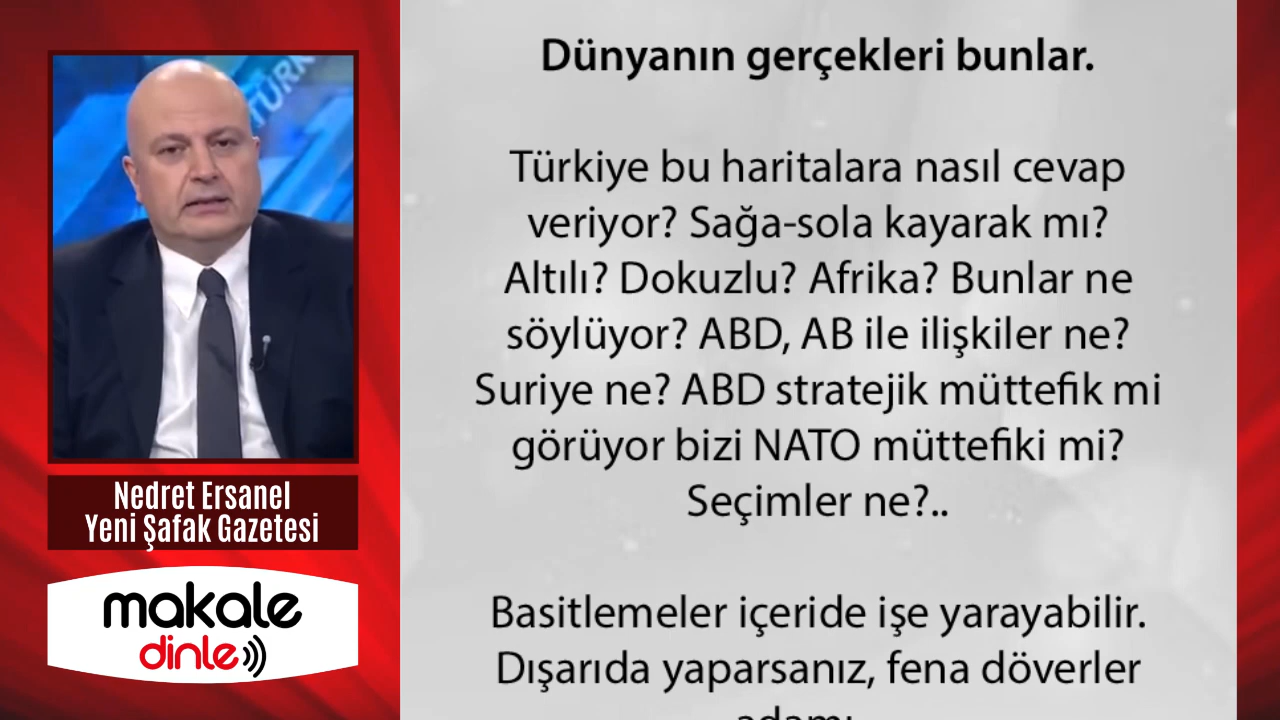 TÜRK
Nedret Ersanel
Yeni Şafak Gazetesi
makale
dinle
Dünyanın gerçekleri bunlar.
Türkiye bu haritalara nasıl cevap
veriyor? Sağa-sola kayarak mı?
Altılı? Dokuzlu? Afrika? Bunlar ne
söylüyor? ABD, AB ile ilişkiler ne?
Suriye ne? ABD stratejik müttefik mi
görüyor bizi NATO müttefiki mi?
Seçimler ne?..
Basitlemeler içeride işe yarayabilir.
Dışarıda yaparsanız, fena döverler